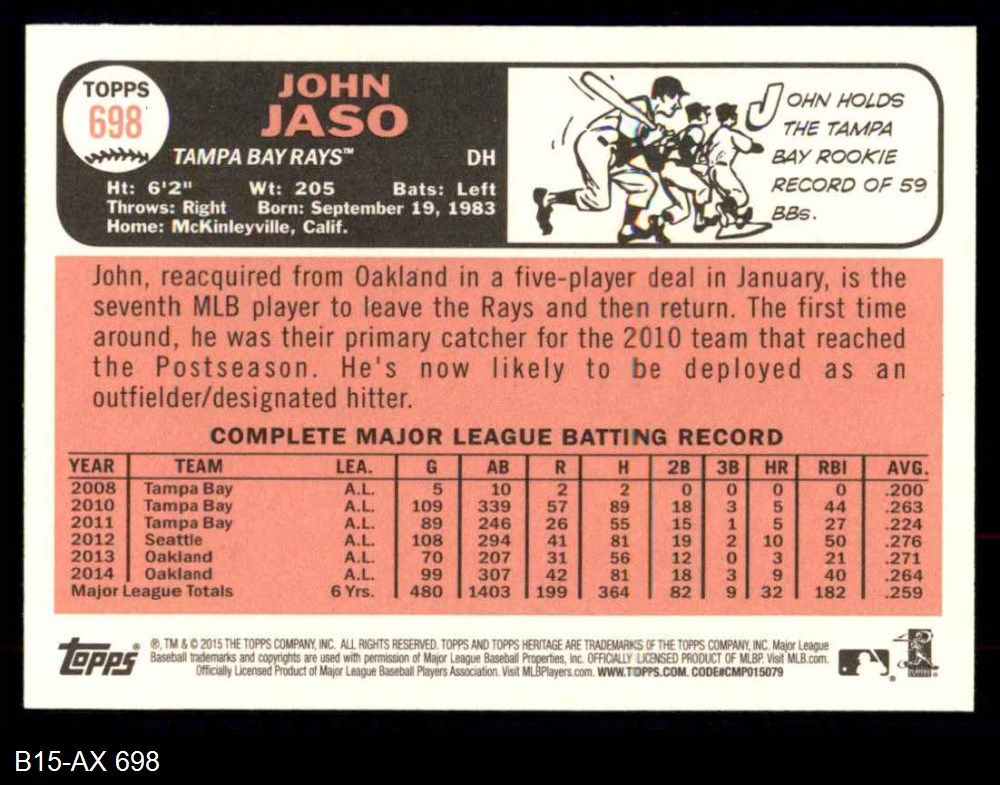 TOPPS
698
JOHN
JASO
TAMPA BAY RAYS™ DH
Ht: 6'2" Wt: 205 Bats: Left
Throws: Right Born: September 19, 1983
Home: McKinleyville, Calif.
JOHN HOLDS
THE TAMPA
BAY ROOKIE
RECORD OF 59
BBs.
John, reacquired from Oakland in a five-player deal in January, is the
seventh MLB player to leave the Rays and then return. The first time
around, he was their primary catcher for the 2010 team that reached
the Postseason. He's now likely to be deployed as an
outfielder/designated hitter.
COMPLETE MAJOR LEAGUE BATTING RECORD
YEAR TEAM LEA. G AB R H 2B 3B HR RBI AVG.
2008 Tampa Bay A.L. 5 10 2 2 0 0 0 0 .200
2010 Tampa Bay A.L. 109 339 57 89 18 3 5 44 .263
2011 Tampa Bay A.L. 89 246 26 55 15 1 5 27 .224
2012 Seattle A.L. 108 294 41 81 19 2 10 50 .276
2013 Oakland A.L. 70 207 31 56 12 0 3 21 .271
2014 Oakland A.L. 99 307 42 81 18 3 9 40 .264
Major League Totals 6 Yrs. 480 1403 199 364 82 9 32 182 .259
topps®
®, TM & © 2015 THE TOPPS COMPANY, INC. ALL RIGHTS RESERVED. TOPPS AND TOPPS HERITAGE ARE TRADEMARKS OF THE TOPPS COMPANY, INC. Major League
Baseball trademarks and copyrights are used with permission of Major League Baseball Properties, Inc. OFFICIALLY LICENSED PRODUCT OF MLBP. Visit MLB.com.
Officially Licensed Product of Major League Baseball Players Association. Visit MLBPlayers.com. WWW.TOPPS.COM. CODE#CMP015079
B15-AX 698